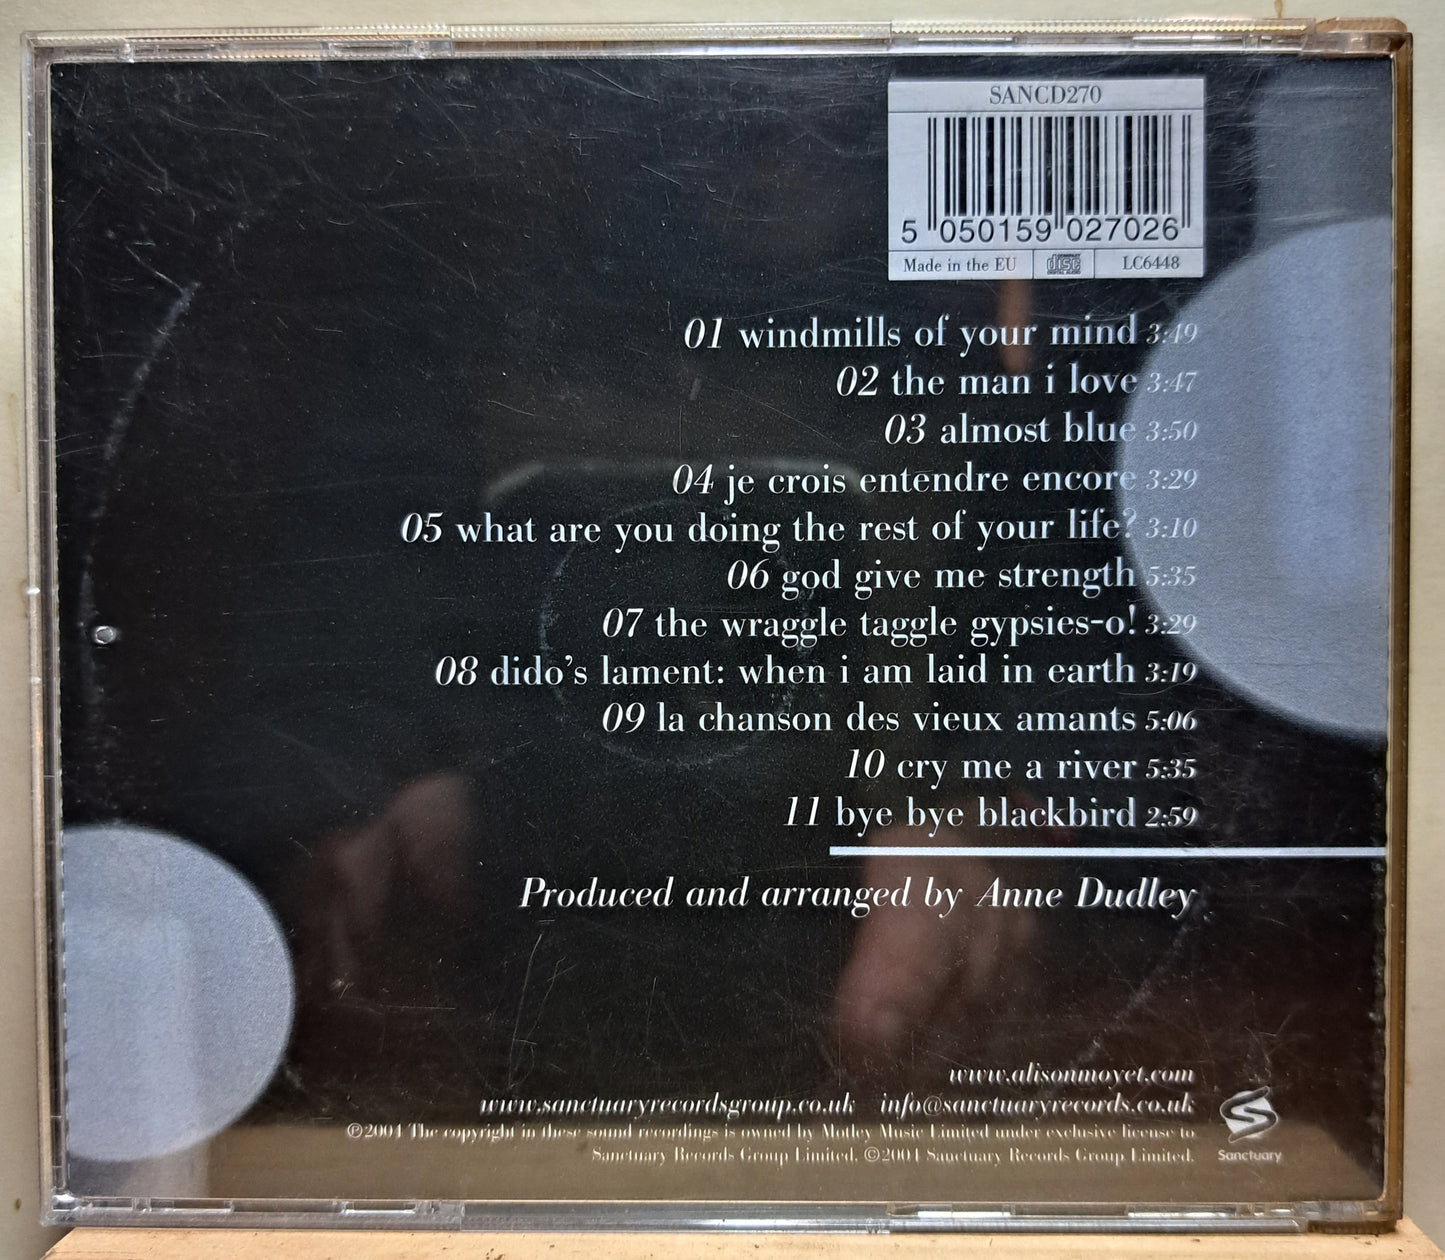 SANCD270
5 050159 027026
Made in the EU COMPACT disc DIGITAL AUDIO LC6448
01 windmills of your mind 3:49
02 the man i love 3:47
03 almost blue 3:50
04 je crois entendre encore 3:29
05 what are you doing the rest of your life? 3:10
06 god give me strength 5:35
07 the wraggle taggle gypsies-o! 3:29
08 dido's lament: when i am laid in earth 3:19
09 la chanson des vieux amants 5:06
10 cry me a river 5:35
11 bye bye blackbird 2:59
Produced and arranged by Anne Dudley
www.alisonmoyet.com
www.sanctuaryrecordsgroup.co.uk info@sanctuaryrecords.co.uk
℗2004 The copyright in these sound recordings is owned by Motley Music Limited under exclusive license to
Sanctuary Records Group Limited. ©2004 Sanctuary Records Group Limited.
Sanctuary